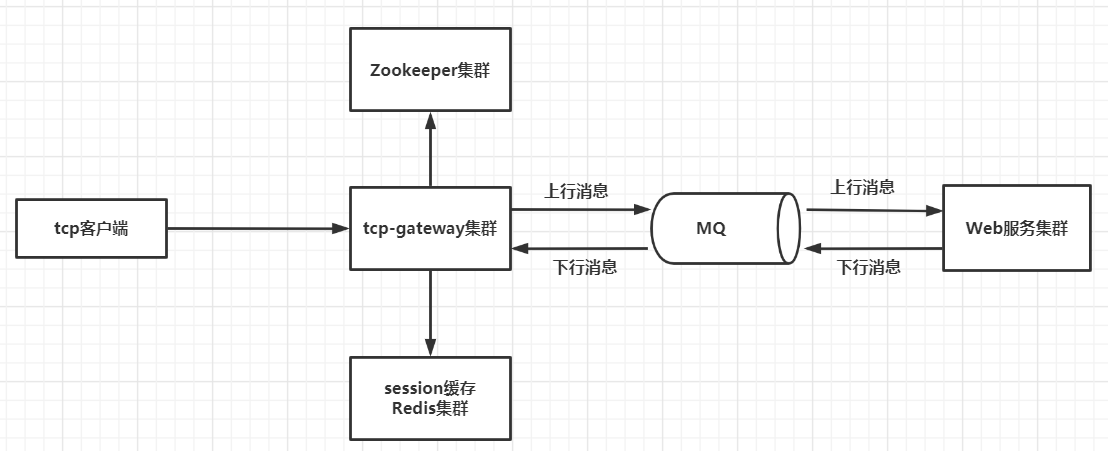 Zookeeper集群
tcp客户端
tcp-gateway集群
上行消息
下行消息
MQ
上行消息
下行消息
Web服务集群
session缓存
Redis集群